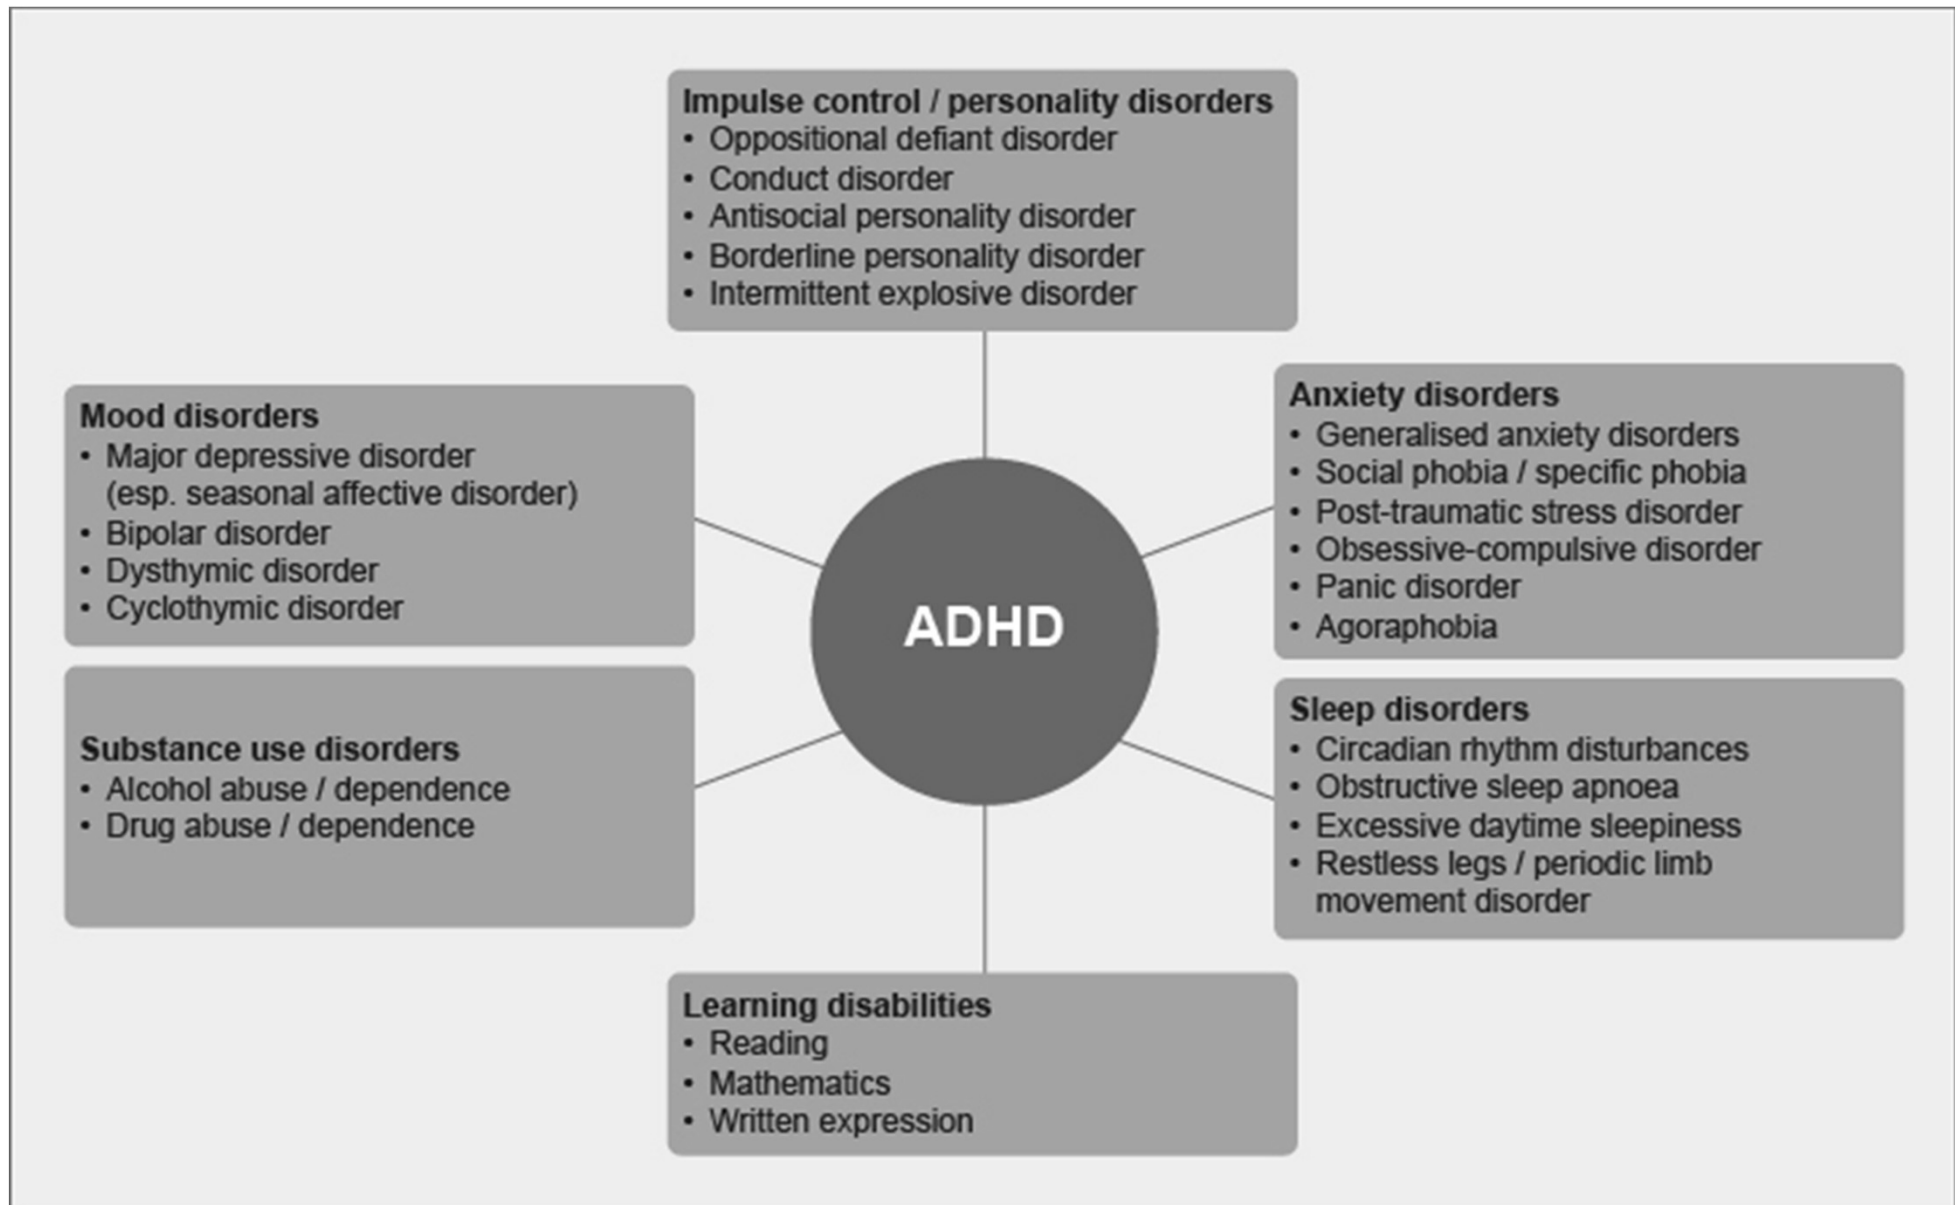 Impulse control / personality disorders
• Oppositional defiant disorder
• Conduct disorder
• Antisocial personality disorder
• Borderline personality disorder
• Intermittent explosive disorder
Mood disorders
• Major depressive disorder
(esp. seasonal affective disorder)
• Bipolar disorder
• Dysthymic disorder
• Cyclothymic disorder
Anxiety disorders
• Generalised anxiety disorders
• Social phobia / specific phobia
• Post-traumatic stress disorder
• Obsessive-compulsive disorder
• Panic disorder
• Agoraphobia
ADHD
Substance use disorders
• Alcohol abuse / dependence
• Drug abuse / dependence
Sleep disorders
• Circadian rhythm disturbances
• Obstructive sleep apnoea
• Excessive daytime sleepiness
• Restless legs / periodic limb
movement disorder
Learning disabilities
• Reading
• Mathematics
• Written expression